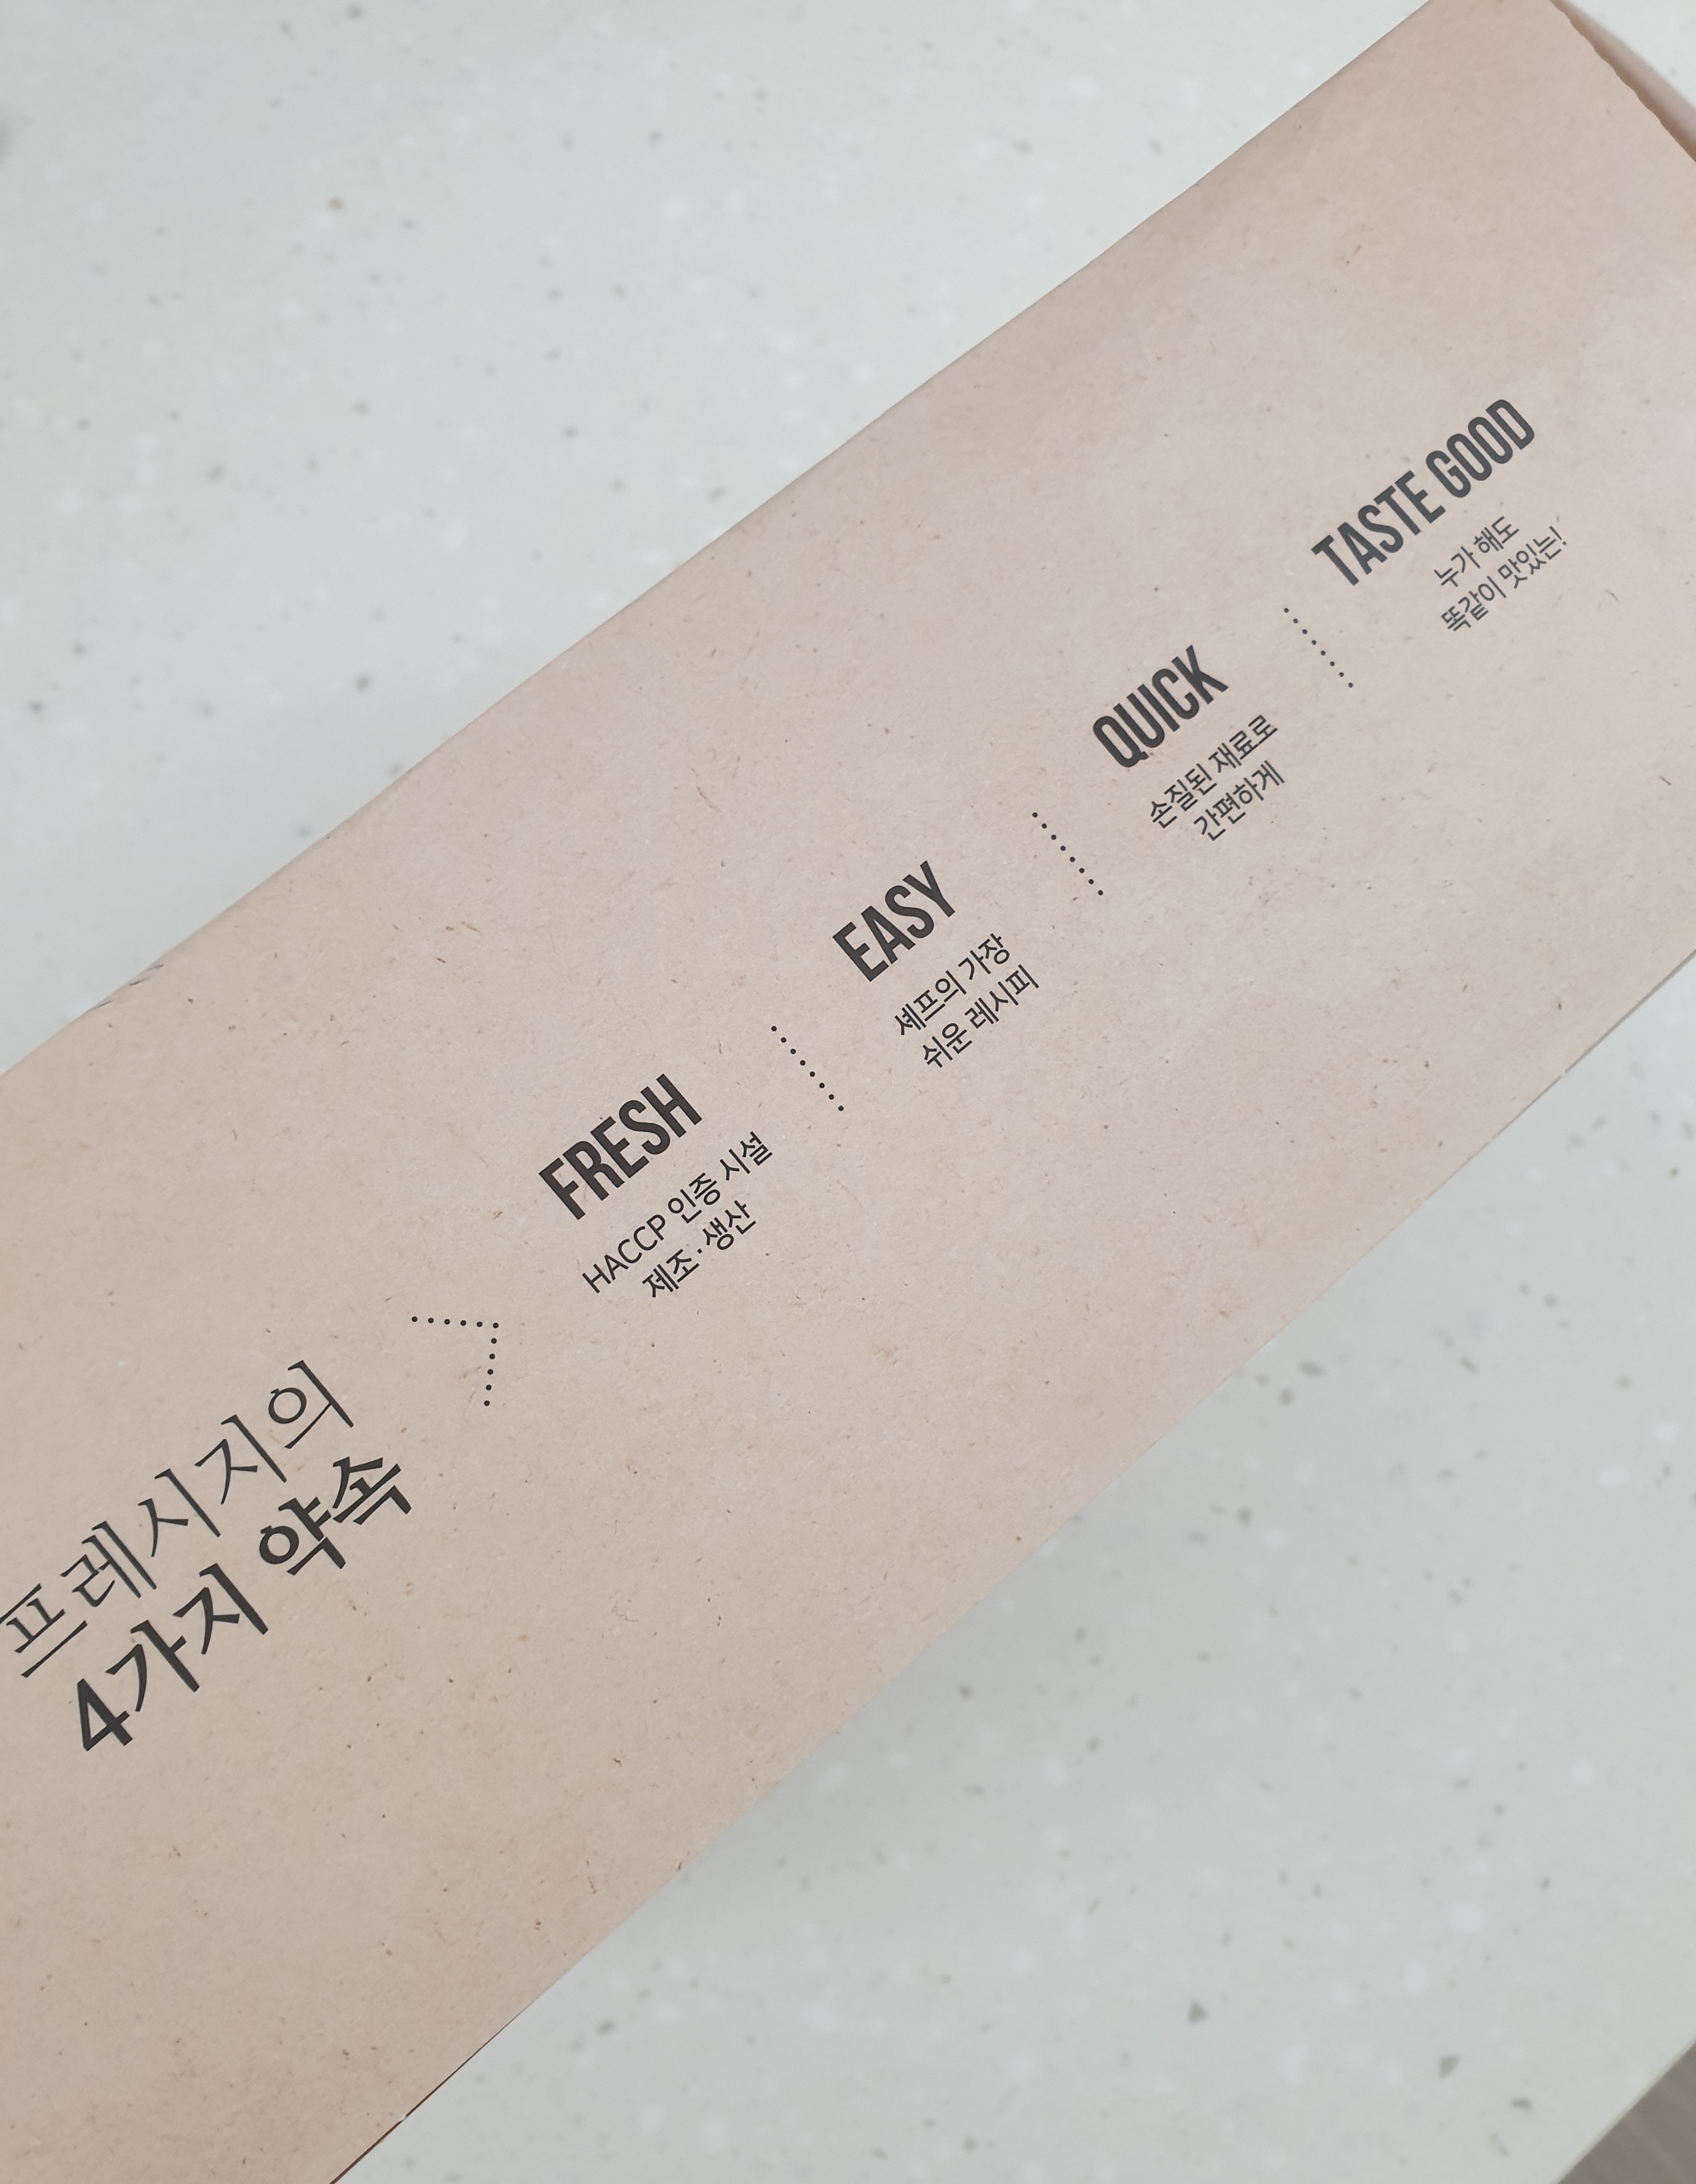 프레시지의
4가지 약속
FRESH
HACCP 인증 시설
제조·생산
EASY
셰프의 가장
쉬운 레시피
QUICK
손질된 재료로
간편하게
TASTE GOOD
누가 해도
똑같이 맛있는!